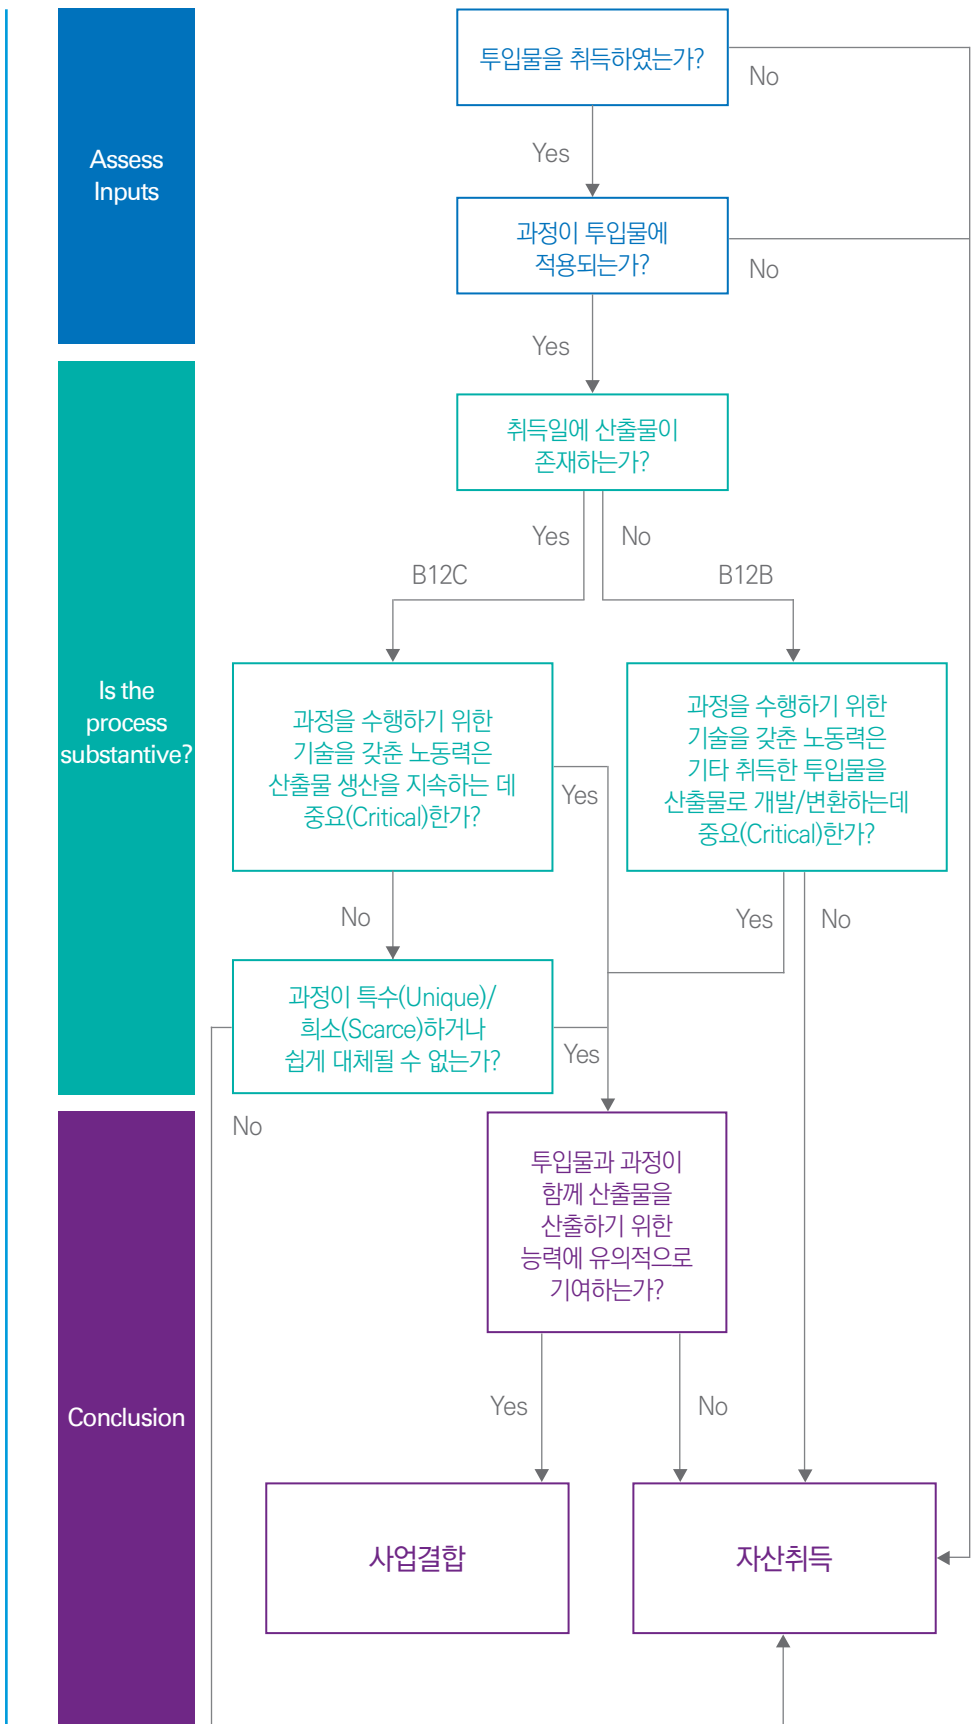 Assess
Inputs
투입물을 취득하였는가?
No
Yes
과정이 투입물에
적용되는가?
No
Yes
Is the
process
substantive?
취득일에 산출물이
존재하는가?
Yes
No
B12C
B12B
과정을 수행하기 위한
기술을 갖춘 노동력은
산출물 생산을 지속하는 데
중요(Critical)한가?
Yes
과정을 수행하기 위한
기술을 갖춘 노동력은
기타 취득한 투입물을
산출물로 개발/변환하는데
중요(Critical)한가?
No
Yes
No
과정이 특수(Unique)/
희소(Scarce)하거나
쉽게 대체될 수 없는가?
Yes
No
Conclusion
투입물과 과정이
함께 산출물을
산출하기 위한
능력에 유의적으로
기여하는가?
Yes
No
사업결합
자산취득